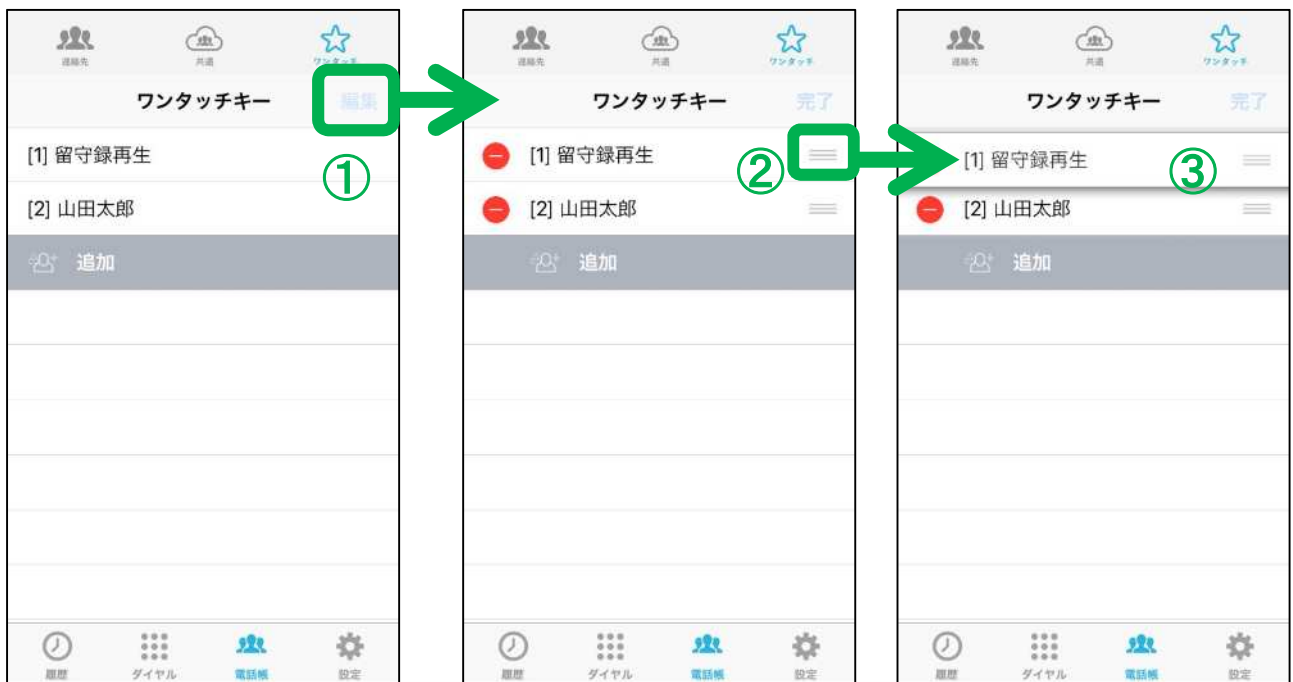 連絡先 共通 ワンタッチ
ワンタッチキー 編集
[1] 留守録再生
①
[2] 山田太郎
追加
履歴 ダイヤル 電話帳 設定
連絡先 共通 ワンタッチ
ワンタッチキー 完了
[1] 留守録再生
②
[2] 山田太郎
追加
履歴 ダイヤル 電話帳 設定
連絡先 共通 ワンタッチ
ワンタッチキー 完了
[1] 留守録再生
③
[2] 山田太郎
追加
履歴 ダイヤル 電話帳 設定